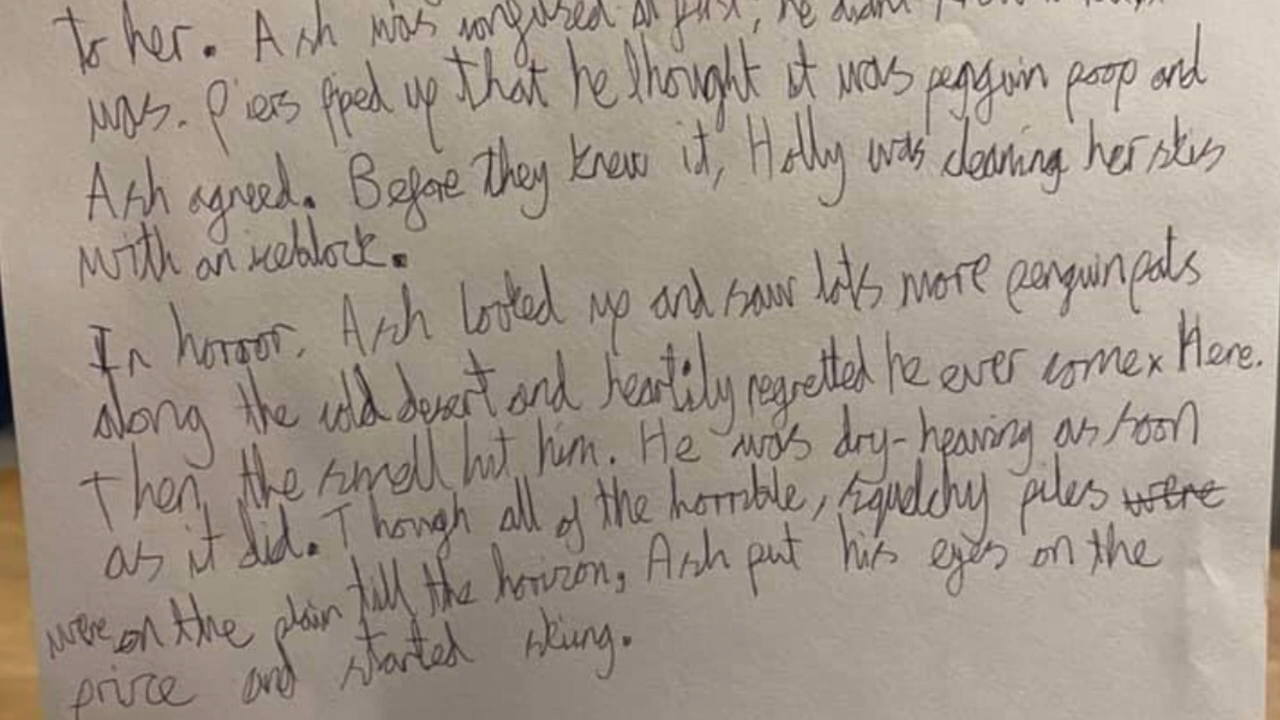 to her. Ash was confused at first, he didn't
was. Piers piped up that he thought it was pegguin poop and
Ash agreed. Before they knew it, Holly was cleaning her skis
with an iceblock.
In horror, Ash looked up and saw lots more penguin pats
along the cold desert and heartily regretted he ever come x Here.
Then, the smell hit him. He was dry-heaving as soon
as it did. Though all of the horrible, squelchy piles were
were on the plain till the horizon, Ash put his eyes on the
price and started skiing.